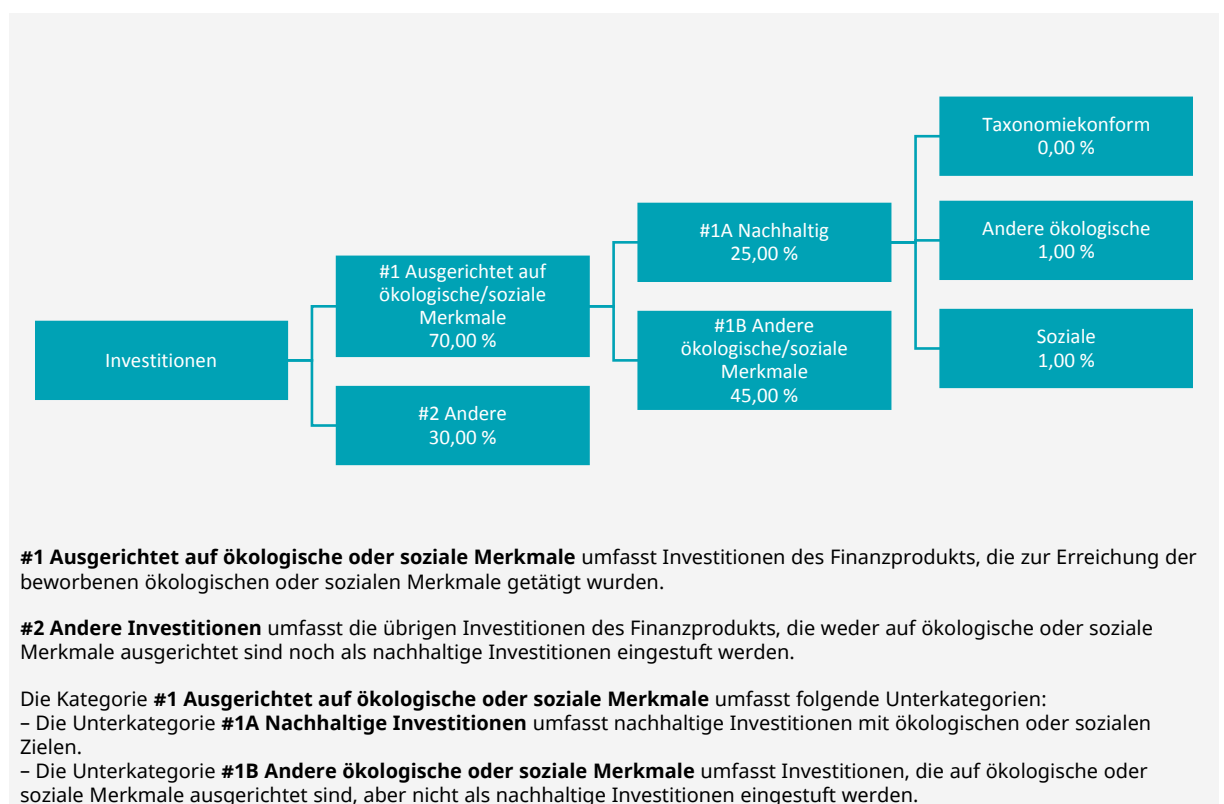 Taxonomiekonform
0,00 %
#1A Nachhaltig
25,00 %
Andere ökologische
1,00 %
#1 Ausgerichtet auf
ökologische/soziale
Merkmale
70,00 %
#1B Andere
ökologische/soziale
Merkmale
45,00 %
Soziale
1,00 %
Investitionen
#2 Andere
30,00 %
#1 Ausgerichtet auf ökologische oder soziale Merkmale umfasst Investitionen des Finanzprodukts, die zur Erreichung der
beworbenen ökologischen oder sozialen Merkmale getätigt wurden.
#2 Andere Investitionen umfasst die übrigen Investitionen des Finanzprodukts, die weder auf ökologische oder soziale
Merkmale ausgerichtet sind noch als nachhaltige Investitionen eingestuft werden.
Die Kategorie #1 Ausgerichtet auf ökologische oder soziale Merkmale umfasst folgende Unterkategorien:
– Die Unterkategorie #1A Nachhaltige Investitionen umfasst nachhaltige Investitionen mit ökologischen oder sozialen
Zielen.
– Die Unterkategorie #1B Andere ökologische oder soziale Merkmale umfasst Investitionen, die auf ökologische oder
soziale Merkmale ausgerichtet sind, aber nicht als nachhaltige Investitionen eingestuft werden.